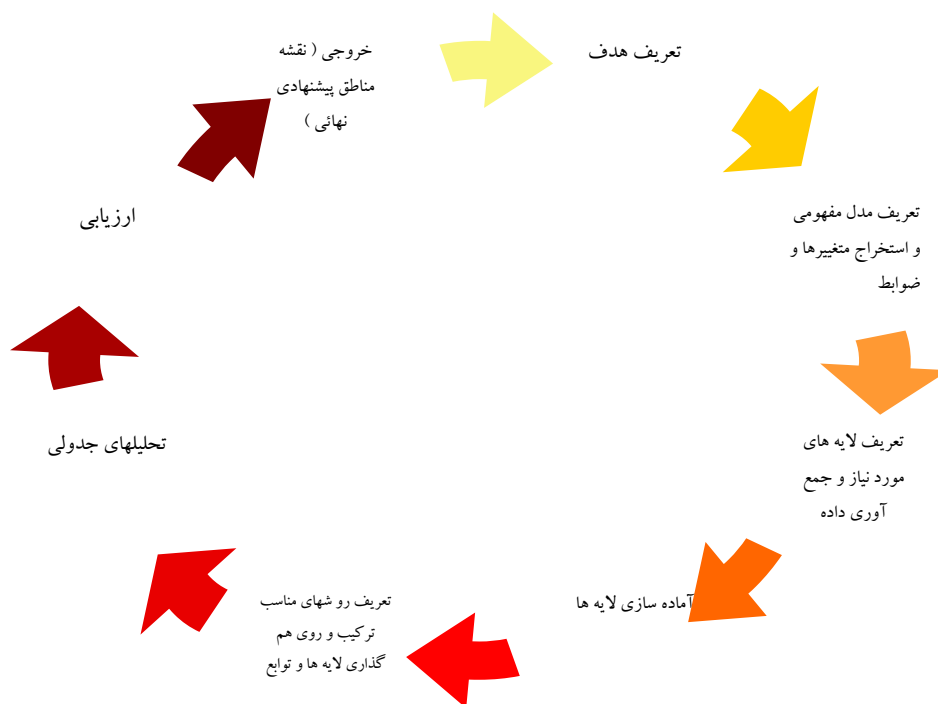 تعریف هدف
تعریف مدل مفهومی
و استخراج متغییرها و
ضوابط
تعریف لایه های
مورد نیاز و جمع
آوری داده
آماده سازی لایه ها
تعریف رو شهای مناسب
ترکیب و روی هم
گذاری لایه ها و توابع
تحلیلهای جدولی
ارزیابی
خروجی ( نقشه
مناطق پیشنهادی
نهائی )